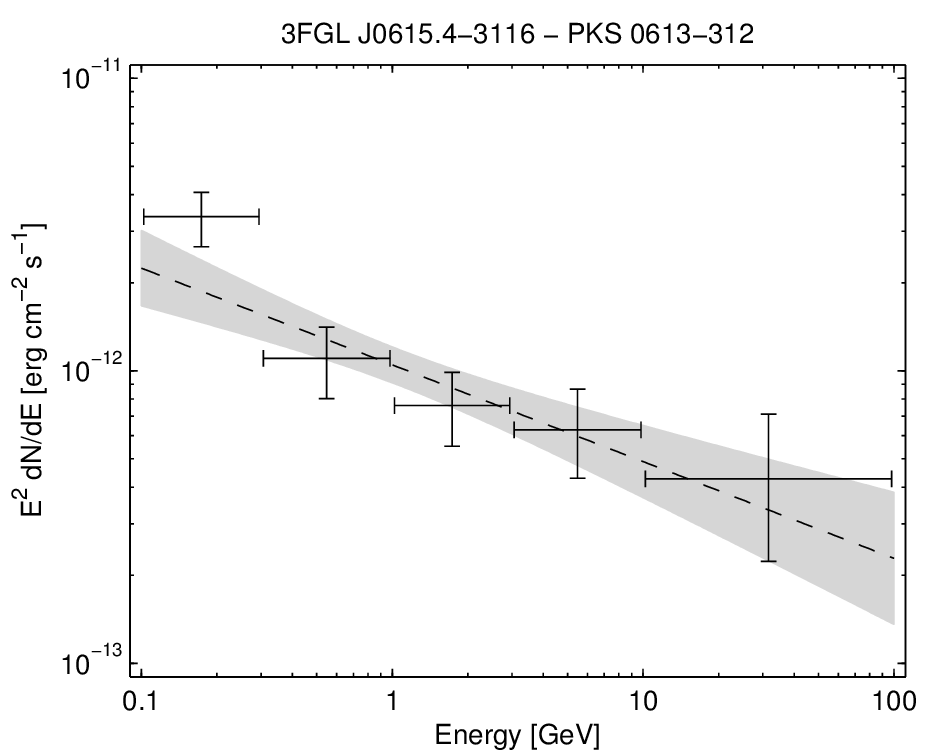 3FGL J0615.4−3116 − PKS 0613−312
10⁻¹¹
10⁻¹²
10⁻¹³
E² dN/dE [erg cm⁻² s⁻¹]
0.1 1 10 100
Energy [GeV]